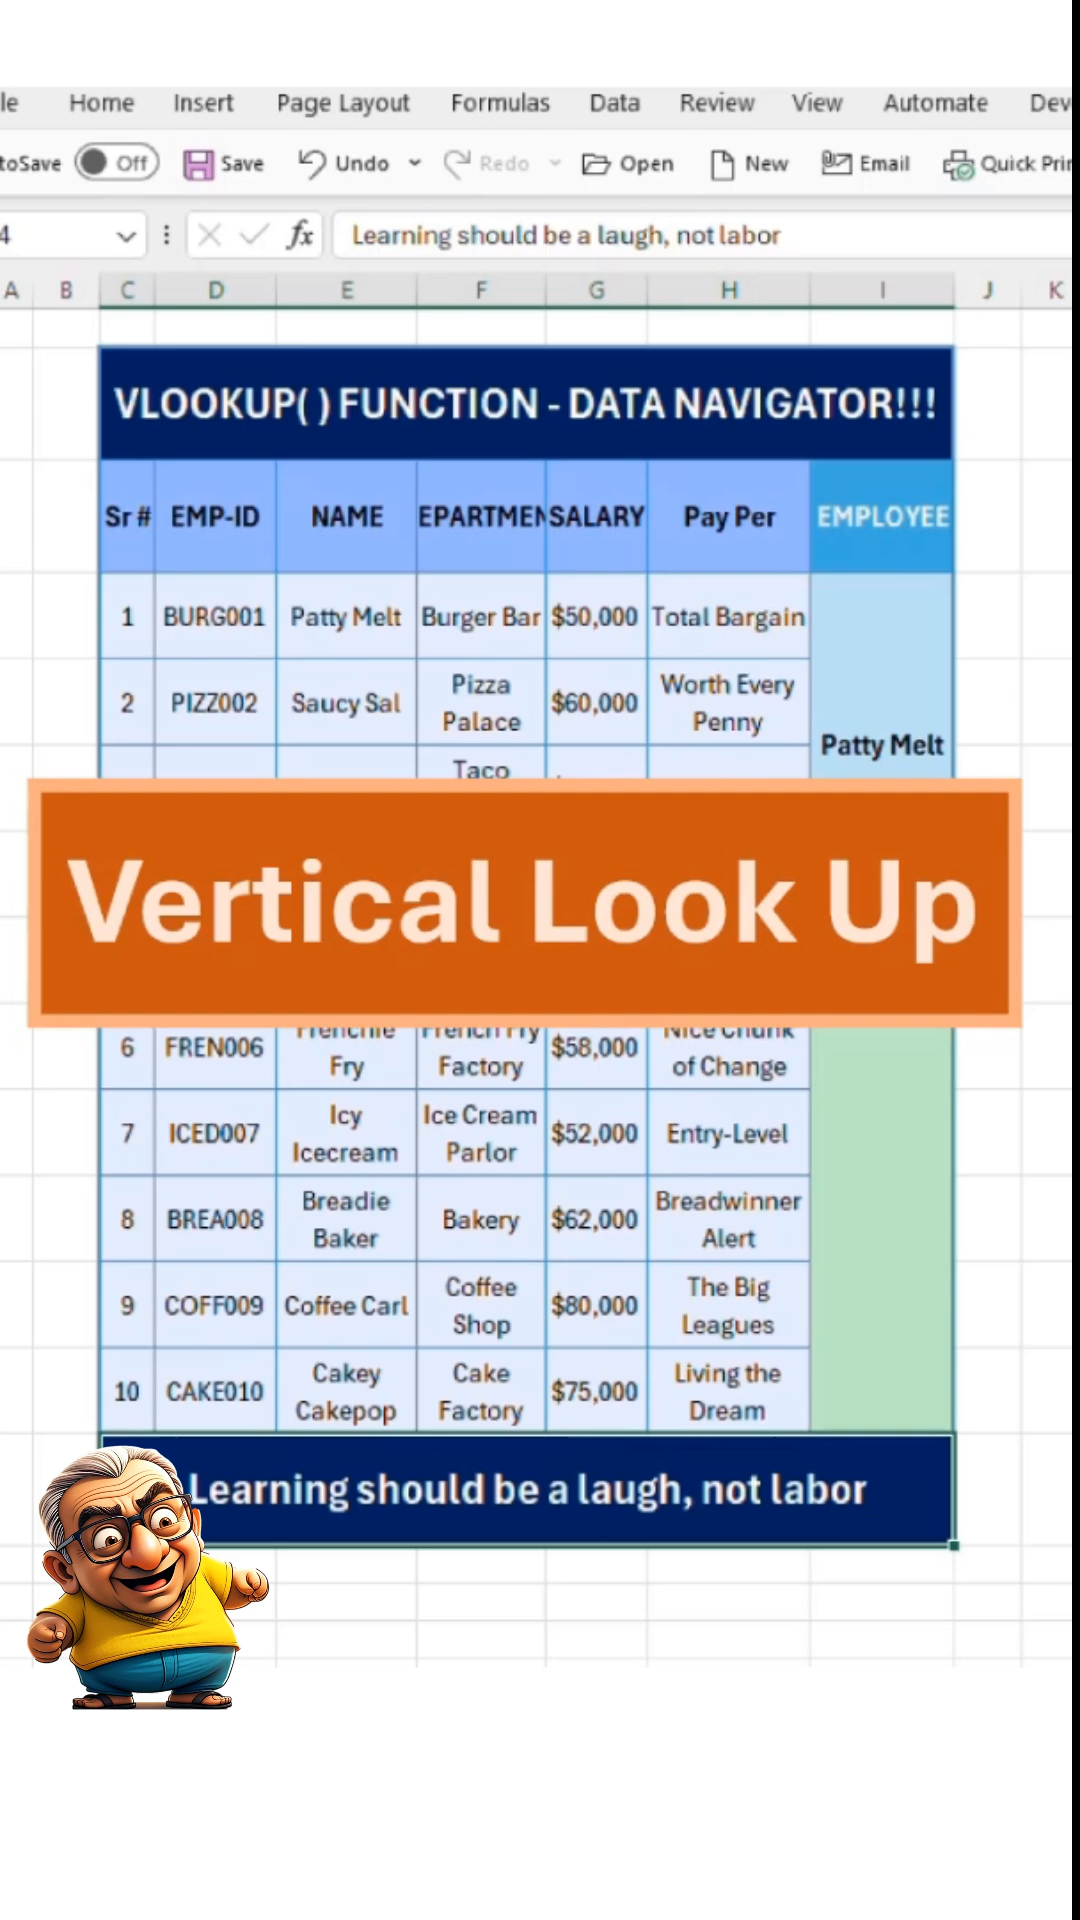 le Home Insert Page Layout Formulas Data Review View Automate Dev
toSave Off Save Undo Redo Open New Email Quick Prin
4 fx Learning should be a laugh, not labor
A B C D E F G H I J K
VLOOKUP( ) FUNCTION - DATA NAVIGATOR!!!
Sr # EMP-ID NAME EPARTMEN SALARY Pay Per EMPLOYEE
1 BURG001 Patty Melt Burger Bar $50,000 Total Bargain
2 PIZZ002 Saucy Sal Pizza Palace $60,000 Worth Every Penny
Patty Melt
Taco
Vertical Look Up
6 FREN006 Frenchie Fry French Fry Factory $58,000 Nice Chunk of Change
7 ICED007 Icy Icecream Ice Cream Parlor $52,000 Entry-Level
8 BREA008 Breadie Baker Bakery $62,000 Breadwinner Alert
9 COFF009 Coffee Carl Coffee Shop $80,000 The Big Leagues
10 CAKE010 Cakey Cakepop Cake Factory $75,000 Living the Dream
Learning should be a laugh, not labor